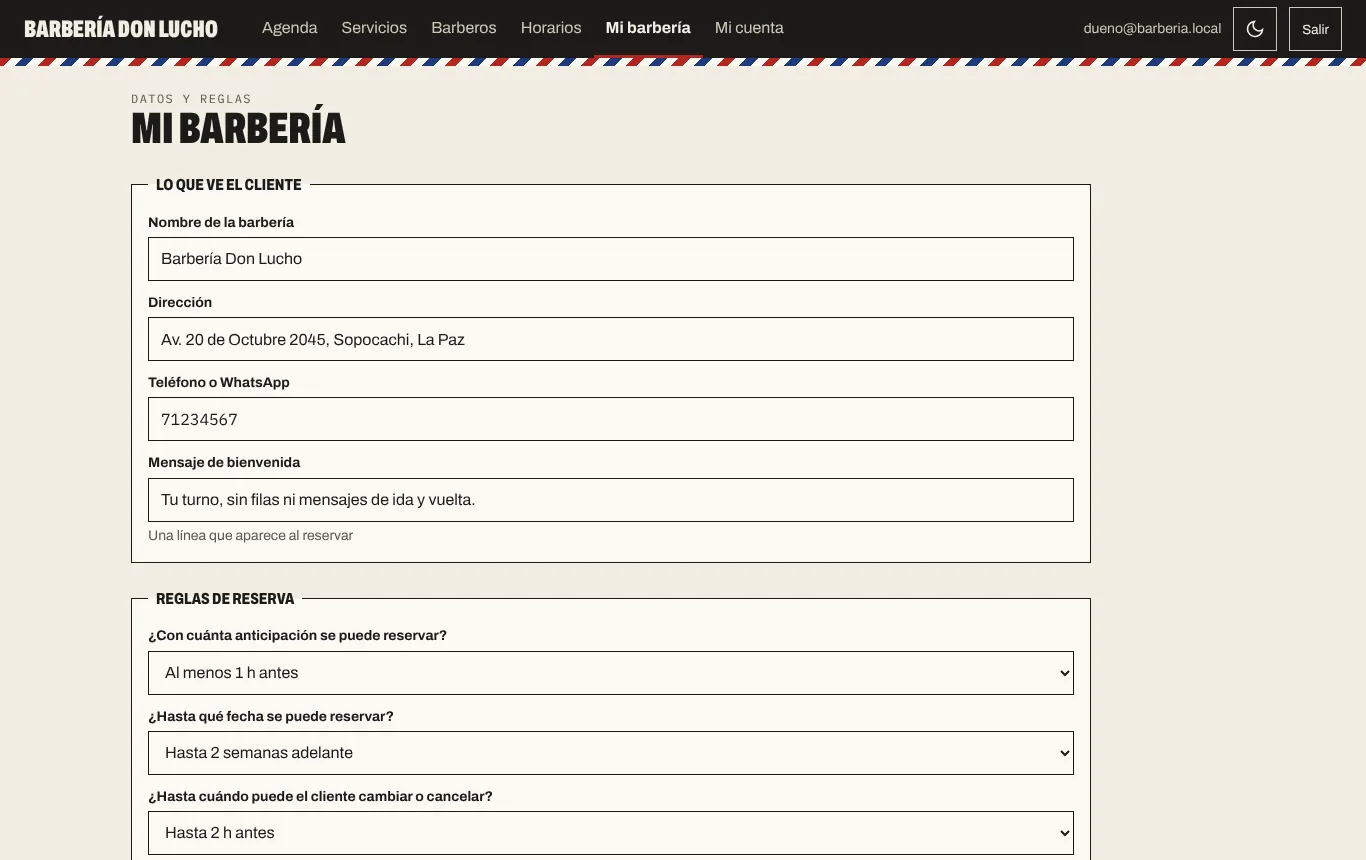 BARBERÍA DON LUCHO
Agenda
Servicios
Barberos
Horarios
Mi barbería
Mi cuenta
dueno@barberia.local
Salir
DATOS Y REGLAS
MI BARBERÍA
LO QUE VE EL CLIENTE
Nombre de la barbería
Barbería Don Lucho
Dirección
Av. 20 de Octubre 2045, Sopocachi, La Paz
Teléfono o WhatsApp
71234567
Mensaje de bienvenida
Tu turno, sin filas ni mensajes de ida y vuelta.
Una línea que aparece al reservar
REGLAS DE RESERVA
¿Con cuánta anticipación se puede reservar?
Al menos 1 h antes
¿Hasta qué fecha se puede reservar?
Hasta 2 semanas adelante
¿Hasta cuándo puede el cliente cambiar o cancelar?
Hasta 2 h antes